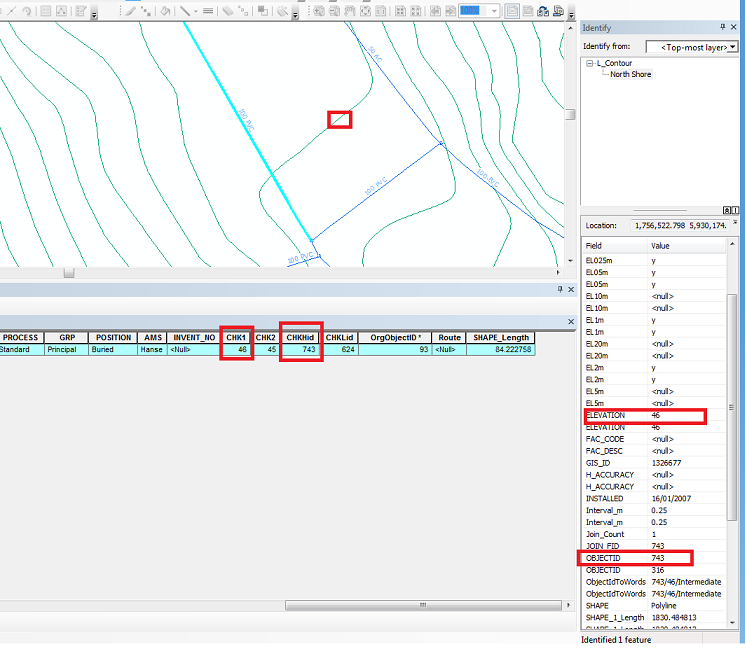 100%
Identify
Identify from: <Top-most layer>
L_Contour
North Shore
50 AC
100 PVC
100 PVC
100 PVC
100 PVC
Location: 1,756,522.798 5,930,174.
Field Value
EL025m y
EL05m y
EL05m y
EL10m <null>
EL10m <null>
EL1m y
EL1m y
EL20m <null>
EL20m <null>
EL2m y
EL2m y
EL5m <null>
EL5m <null>
ELEVATION 46
ELEVATION 46
FAC_CODE <null>
FAC_DESC <null>
GIS_ID 1326677
H_ACCURACY <null>
H_ACCURACY <null>
INSTALLED 16/01/2007
Interval_m 0.25
Interval_m 0.25
Join_Count 1
JOIN_FID 743
OBJECTID 743
OBJECTID 316
ObjectIdToWords 743/46/Intermediate
ObjectIdToWords 743/46/Intermediate
SHAPE Polyline
SHAPE_1_Length 1830.484813
SHAPE_1_Length 1830.484813
Identified 1 feature
PROCESS GRP POSITION AMS INVENT_NO CHK1 CHK2 CHKHid CHKLid OrgObjectID * Route SHAPE_Length
Standard Principal Buried Hanse <Null> 46 45 743 624 93 <Null> 84.222758